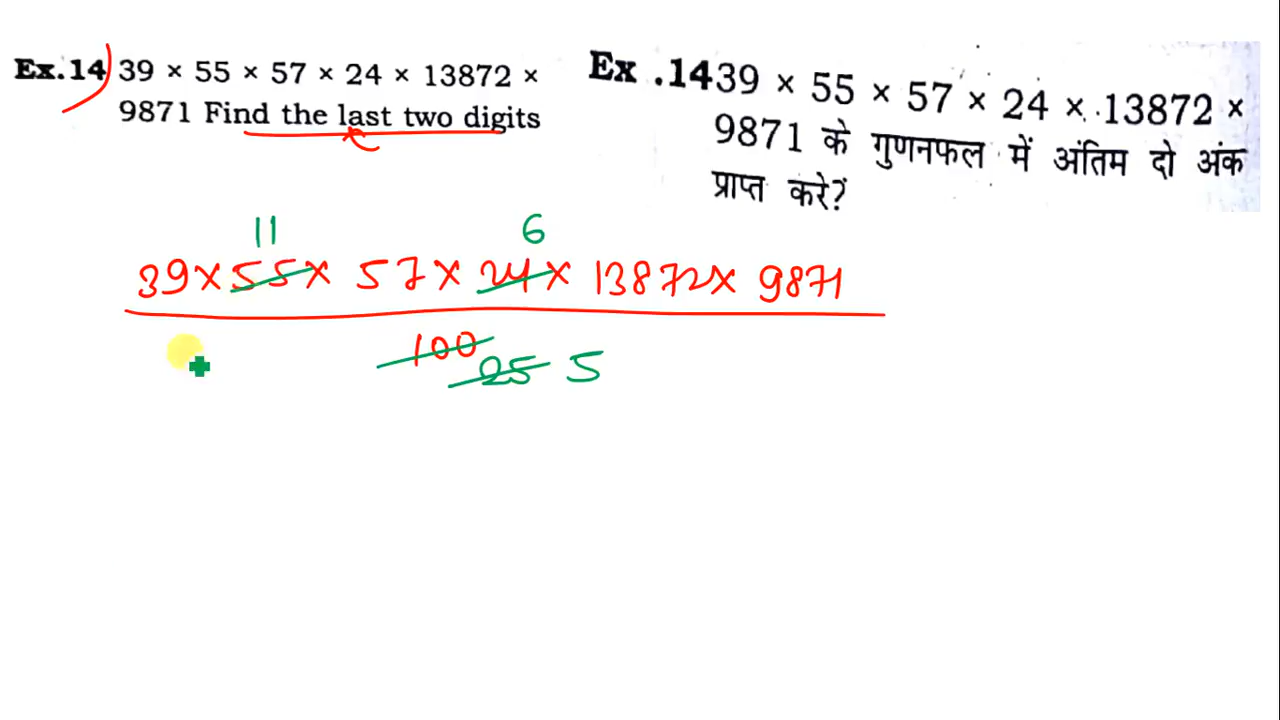 Ex.14 39 × 55 × 57 × 24 × 13872 ×
9871 Find the last two digits
Ex .14 39 × 55 × 57 × 24 × 13872 ×
9871 के गुणनफल में अंतिम दो अंक
प्राप्त करे?
11 6
39 × 55 × 57 × 24 × 13872 × 9871
100
25 5